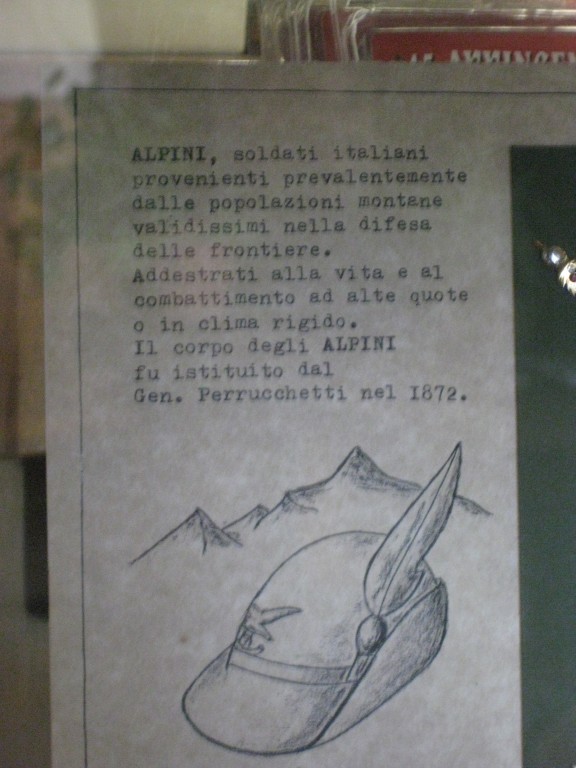 ALPINI, soldati italiani
provenienti prevalentemente
dalle popolazioni montane
validissimi nella difesa
delle frontiere.
Addestrati alla vita e al
combattimento ad alte quote
o in clima rigido.
Il corpo degli ALPINI
fu istituito dal
Gen. Perrucchetti nel 1872.